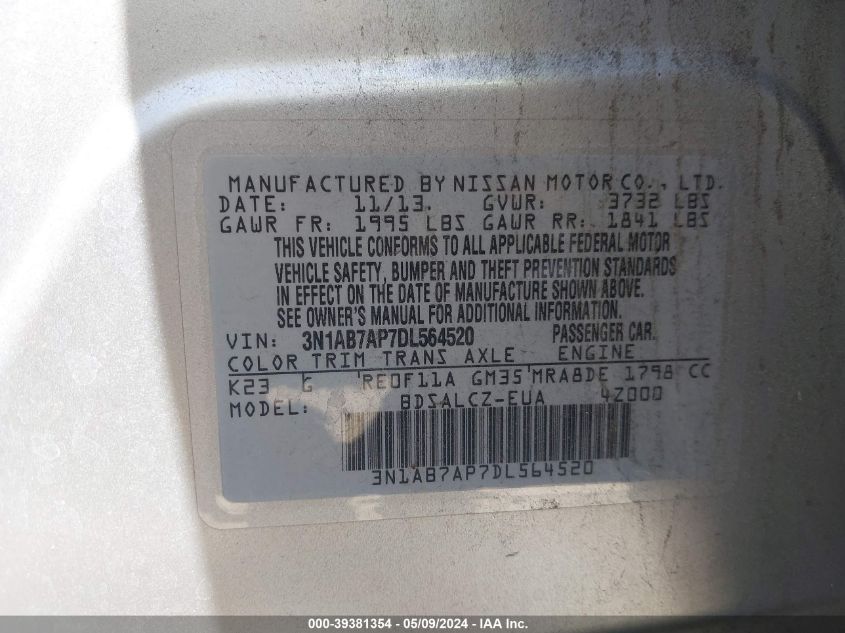 MANUFACTURED BY NISSAN MOTOR CO., LTD.
DATE: 11/13. GVWR: 3732 LBS
GAWR FR: 1995 LBS GAWR RR: 1841 LBS
THIS VEHICLE CONFORMS TO ALL APPLICABLE FEDERAL MOTOR
VEHICLE SAFETY, BUMPER AND THEFT PREVENTION STANDARDS
IN EFFECT ON THE DATE OF MANUFACTURE SHOWN ABOVE.
SEE OWNER'S MANUAL FOR ADDITIONAL INFORMATION.
VIN: 3N1AB7AP7DL564520 PASSENGER CAR.
COLOR TRIM TRANS AXLE ENGINE
K23 G RE0F11A GM35 MRA8DE 1798 CC
MODEL: BDSALCZ-EUA 4Z000
3N1AB7AP7DL564520
000-39381354 - 05/09/2024 - IAAI Inc.